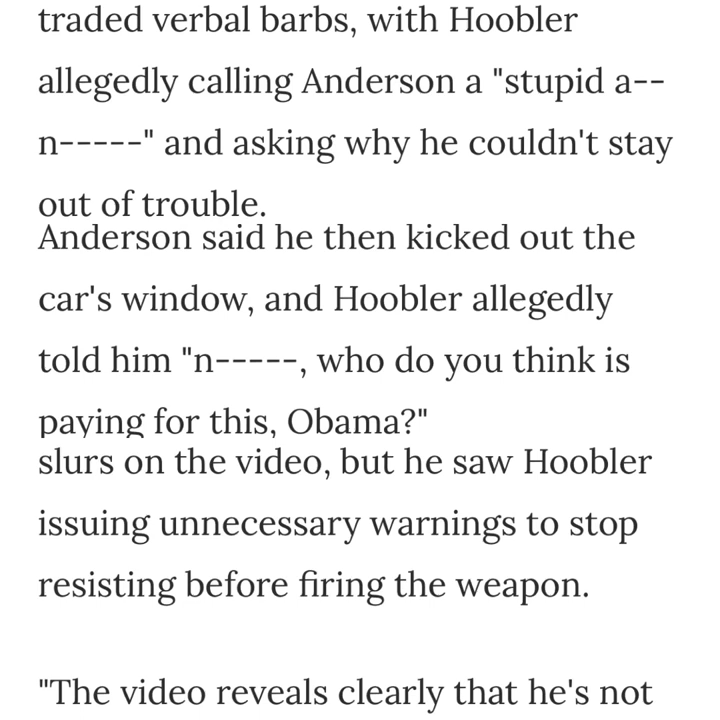 traded verbal barbs, with Hoobler
allegedly calling Anderson a "stupid a--
n-----" and asking why he couldn't stay
out of trouble.
Anderson said he then kicked out the
car's window, and Hoobler allegedly
told him "n-----, who do you think is
paying for this, Obama?"
slurs on the video, but he saw Hoobler
issuing unnecessary warnings to stop
resisting before firing the weapon.
"The video reveals clearly that he's not